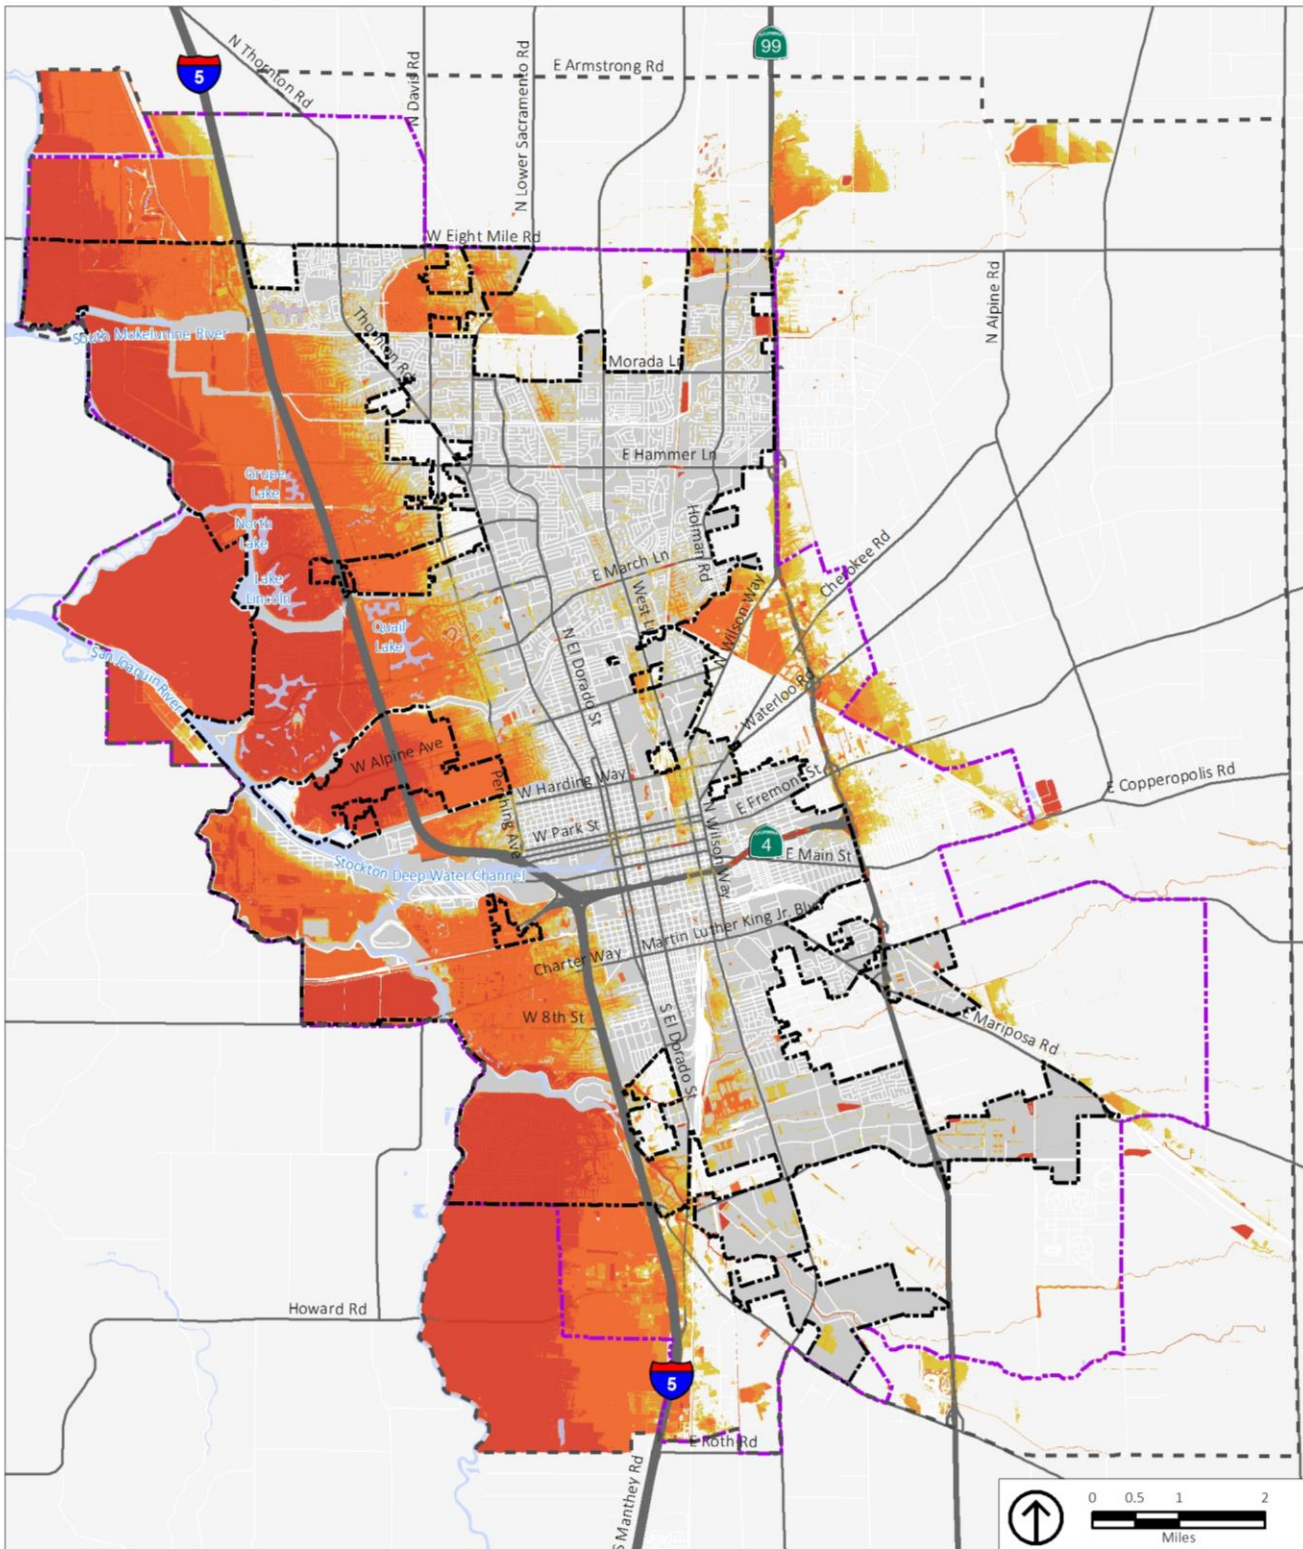 99
5
N Thornton Rd
N Davis Rd
N Lower Sacramento Rd
E Armstrong Rd
W Eight Mile Rd
N Alpine Rd
South Mokelumne River
Thornton Rd
Morada Ln
E Hammer Ln
Grupe
Lake
North
Lake
Holman Rd
Lake
Lincoln
E March Ln
Cherokee Rd
West L
N Wilson Way
Quail
Lake
N El Dorado St
San Joaquin River
Waterloo Rd
W Alpine Ave
Pershing Ave
W Harding Way
E Fremont St
E Copperopolis Rd
N Wilson Way
W Park St
4
E Main St
Stockton Deep Water Channel
Martin Luther King Jr. Blvd
Charter Way
W 8th St
S El Dorado St
E Mariposa Rd
Howard Rd
5
E Roth Rd
S Manthey Rd
0 0.5 1 2
Miles